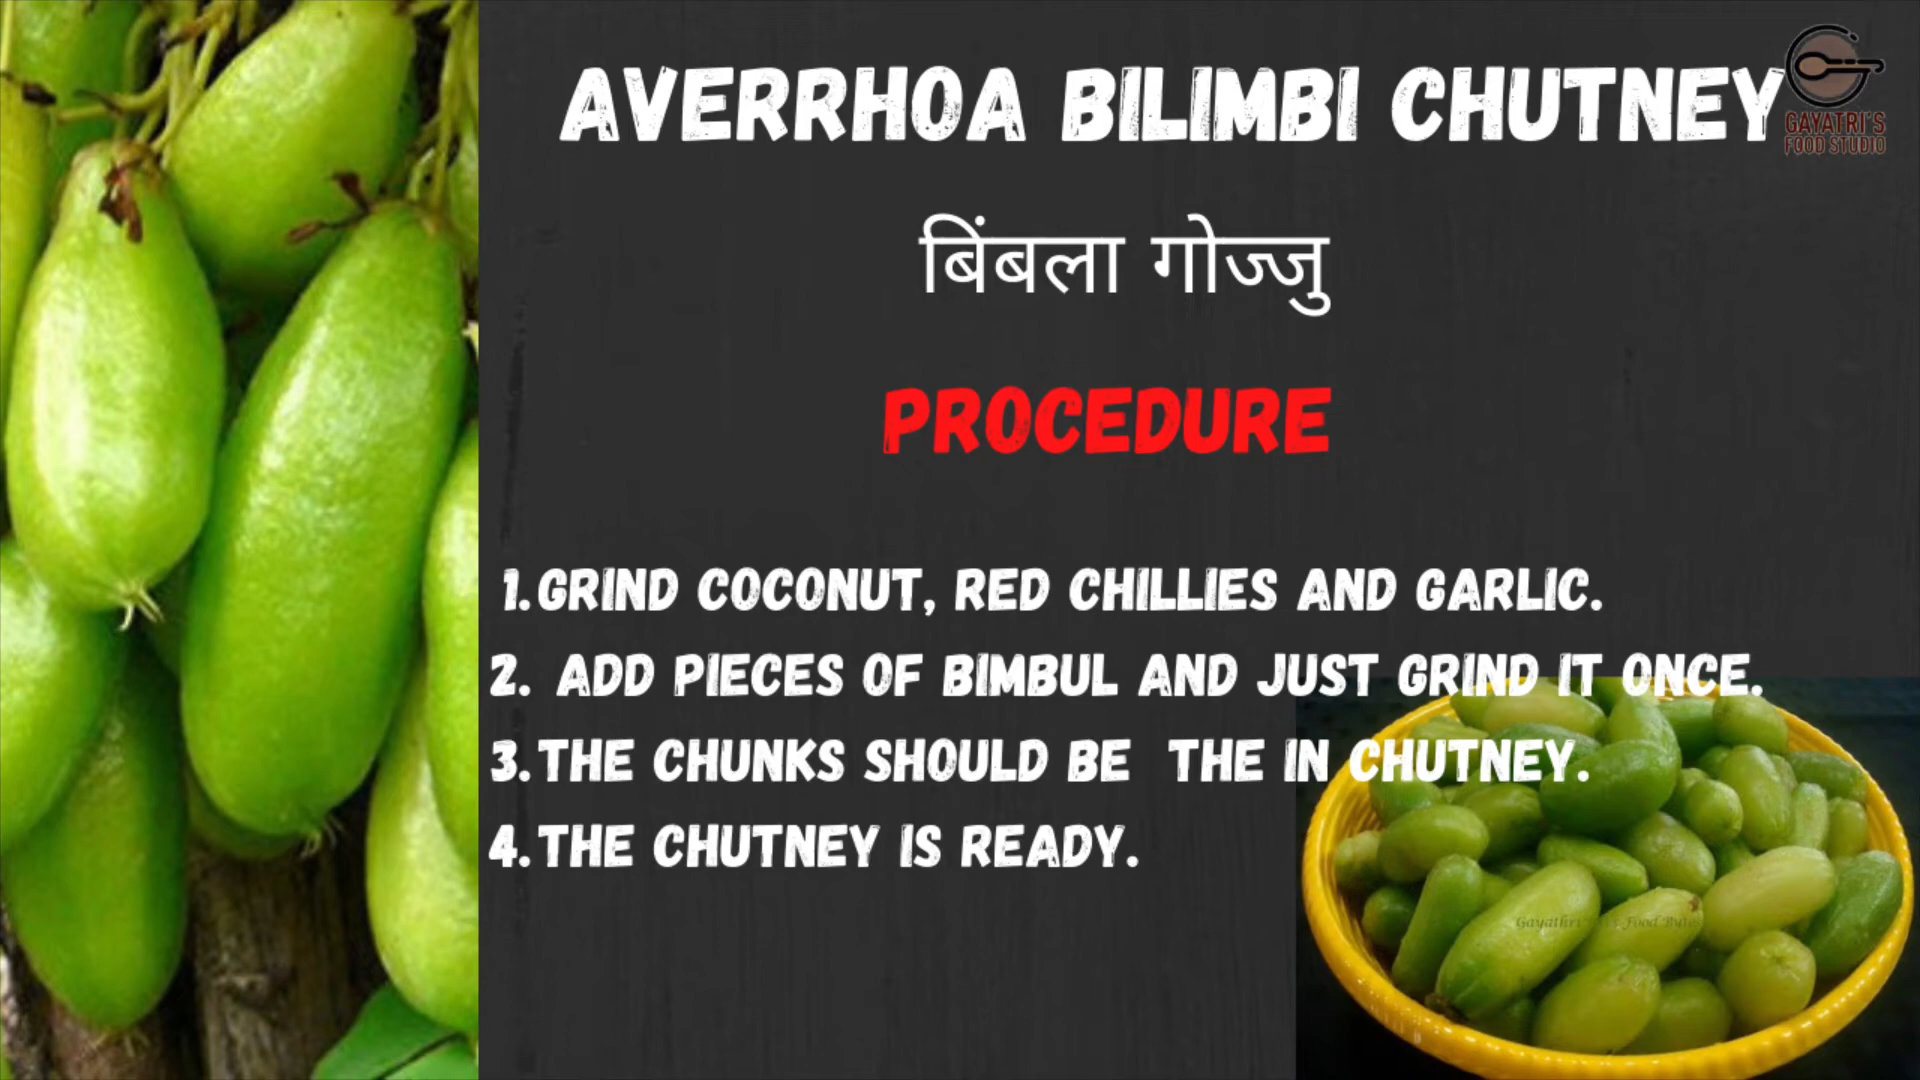 AVERRHOA BILIMBI CHUTNEY
GAYATRI'S
FOOD STUDIO
बिंबला गोज्जु
PROCEDURE
1. GRIND COCONUT, RED CHILLIES AND GARLIC.
2. ADD PIECES OF BIMBUL AND JUST GRIND IT ONCE.
3. THE CHUNKS SHOULD BE THE IN CHUTNEY.
4. THE CHUTNEY IS READY.
Food Bytes